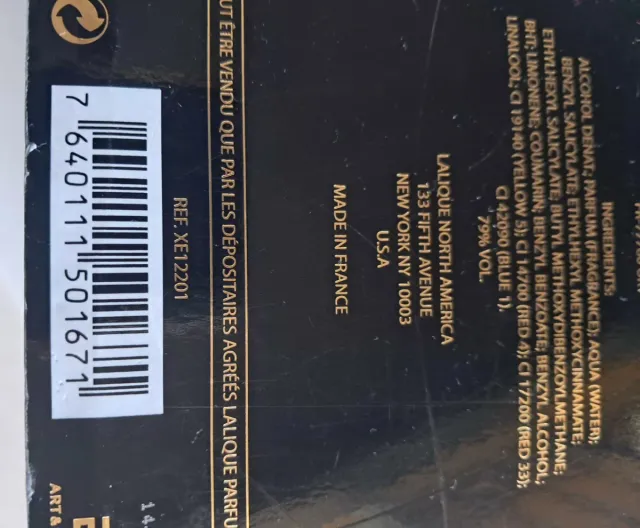 INGREDIENTS:
ALCOHOL DENAT.; PARFUM (FRAGRANCE); AQUA (WATER);
BENZYL SALICYLATE; ETHYLHEXYL METHOXYCINNAMATE;
ETHYLHEXYL SALICYLATE; BUTYL METHOXYDIBENZOYLMETHANE;
BHT; LIMONENE; COUMARIN; BENZYL BENZOATE; BENZYL ALCOHOL;
LINALOOL; CI 19140 (YELLOW 5); CI 14700 (RED 4); CI 17200 (RED 33);
CI 42090 (BLUE 1).
79% VOL.
LALIQUE NORTH AMERICA
133 FIFTH AVENUE
NEW YORK NY 10003
U.S.A
MADE IN FRANCE
UT ÊTRE VENDU QUE PAR LES DÉPOSITAIRES AGRÉÉS LALIQUE PARFU
REF. XE12201
7 640111 501671
14.
ART &